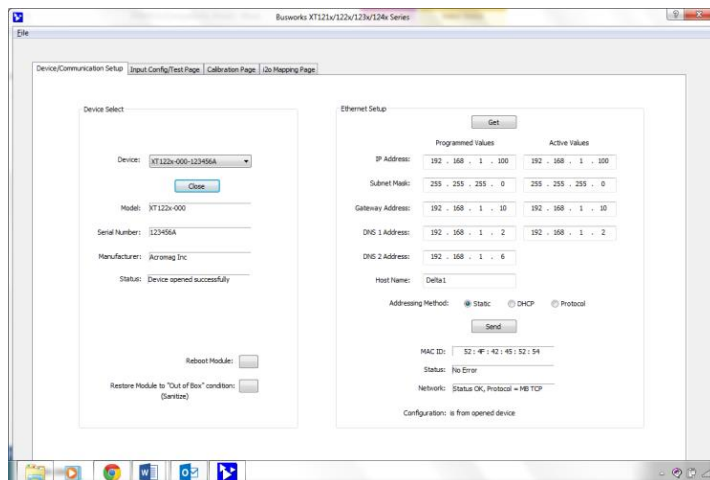 Busworks XT121x/122x/123x/124x Series
File
Device/Communication Setup
Input Config/Test Page
Calibration Page
i2o Mapping Page
Device Select
Device: XT122x-000-123456A
Close
Model: XT122x-000
Serial Number: 123456A
Manufacturer: Acromag Inc
Status: Device opened successfully
Reboot Module:
Restore Module to "Out of Box" condition:
(Sanitize)
Ethernet Setup
Get
Programmed Values Active Values
IP Address: 192 . 168 . 1 . 100 192 . 168 . 1 . 100
Subnet Mask: 255 . 255 . 255 . 0 255 . 255 . 255 . 0
Gateway Address: 192 . 168 . 1 . 10 192 . 168 . 1 . 10
DNS 1 Address: 192 . 168 . 1 . 2 192 . 168 . 1 . 2
DNS 2 Address: 192 . 168 . 1 . 6
Host Name: Delta1
Addressing Method: Static DHCP Protocol
Send
MAC ID: 52 : 4F : 42 : 45 : 52 : 54
Status: No Error
Network: Status OK, Protocol = MB TCP
Configuration: from opened device